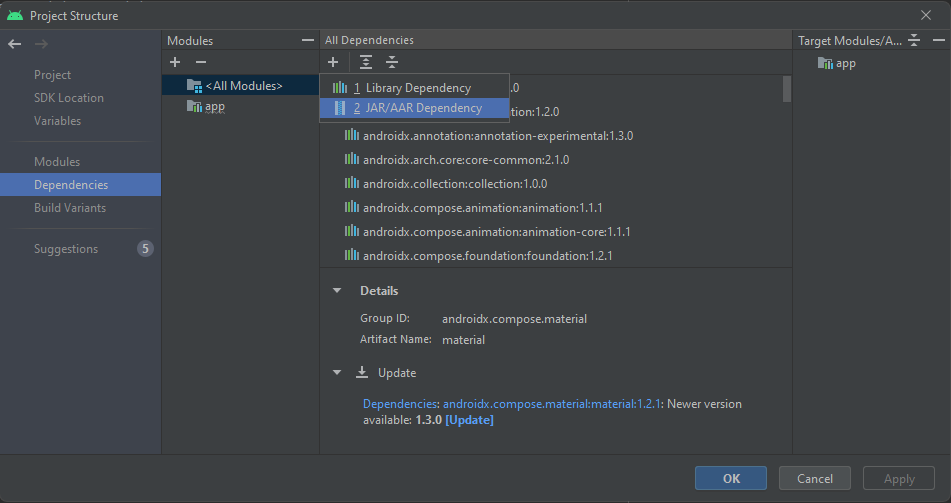 Project Structure
Project
SDK Location
Variables
Modules
Dependencies
Build Variants
Suggestions
5
Modules
<All Modules>
app
All Dependencies
1 Library Dependency
2 JAR/AAR Dependency
.0
tion:1.2.0
androidx.annotation:annotation-experimental:1.3.0
androidx.arch.core:core-common:2.1.0
androidx.collection:collection:1.0.0
androidx.compose.animation:animation:1.1.1
androidx.compose.animation:animation-core:1.1.1
androidx.compose.foundation:foundation:1.2.1
Details
Group ID: androidx.compose.material
Artifact Name: material
Update
Dependencies: androidx.compose.material:material:1.2.1: Newer version
available: 1.3.0 [Update]
Target Modules/A...
app
OK
Cancel
Apply